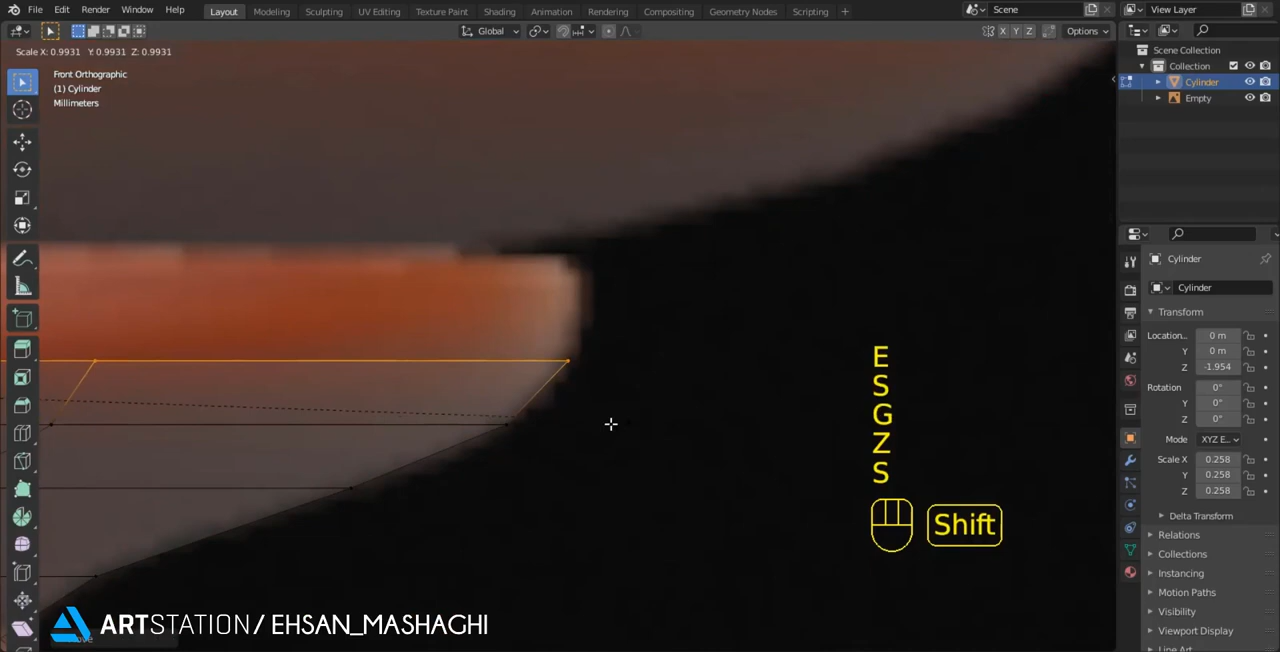 File Edit Render Window Help Layout Modeling Sculpting UV Editing Texture Paint Shading Animation Rendering Compositing Geometry Nodes Scripting + Scene View Layer
Global X Y Z Options
Scale X: 0.9931 Y: 0.9931 Z: 0.9931
Front Orthographic
(1) Cylinder
Millimeters
Scene Collection
Collection
Cylinder
Empty
Cylinder
Cylinder
Transform
Location... 0 m
Y 0 m
Z -1.954
Rotation 0°
Y 0°
Z 0°
Mode XYZ E...
Scale X 0.258
Y 0.258
Z 0.258
Delta Transform
Relations
Collections
Instancing
Motion Paths
Visibility
Viewport Display
Line Art
E
S
G
Z
S
Shift
ARTSTATION/ EHSAN_MASHAGHI